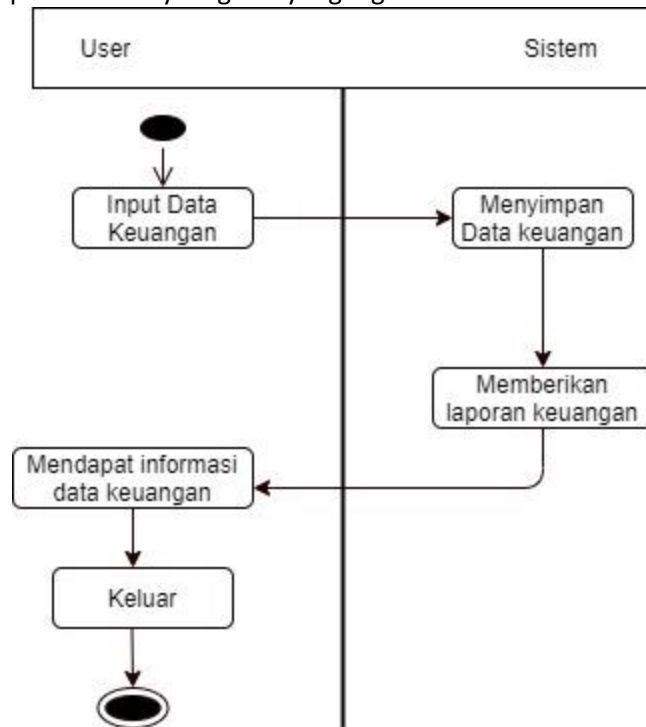 User Sistem
Input Data
Keuangan
Menyimpan
Data keuangan
Memberikan
laporan keuangan
Mendapat informasi
data keuangan
Keluar